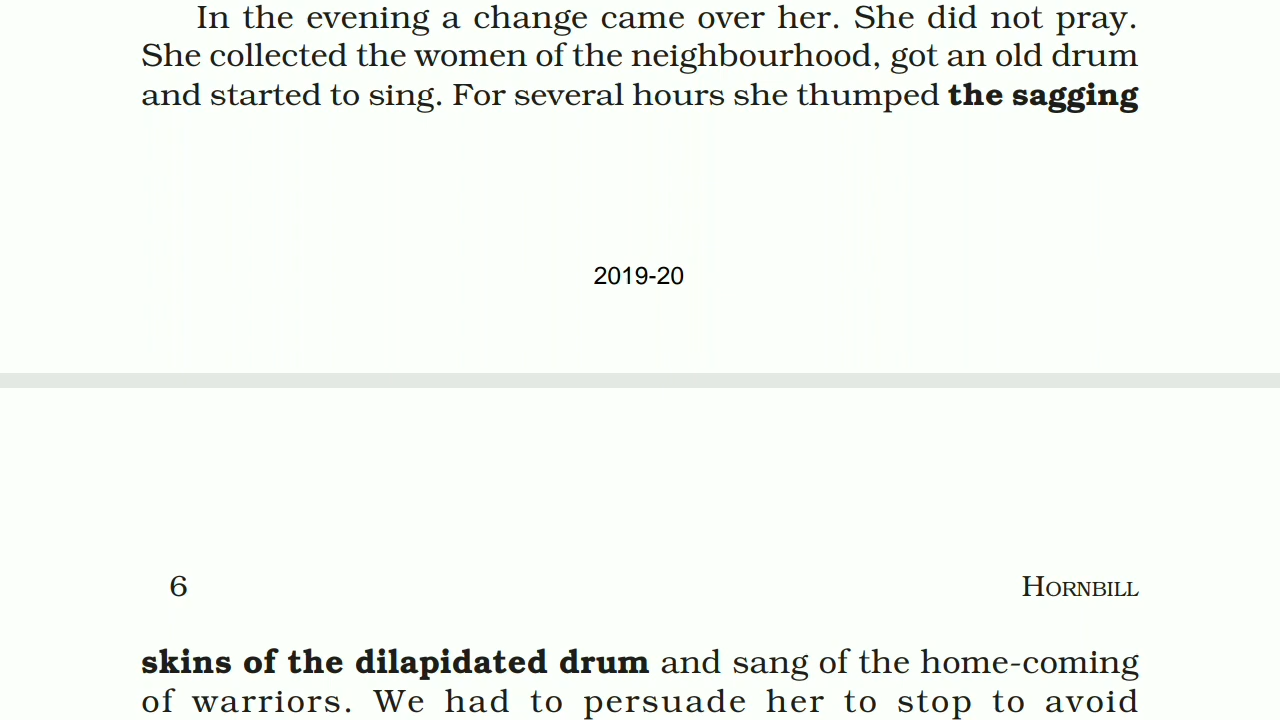 In the evening a change came over her. She did not pray.
She collected the women of the neighbourhood, got an old drum
and started to sing. For several hours she thumped the sagging
2019-20
6 HORNBILL
skins of the dilapidated drum and sang of the home-coming
of warriors. We had to persuade her to stop to avoid